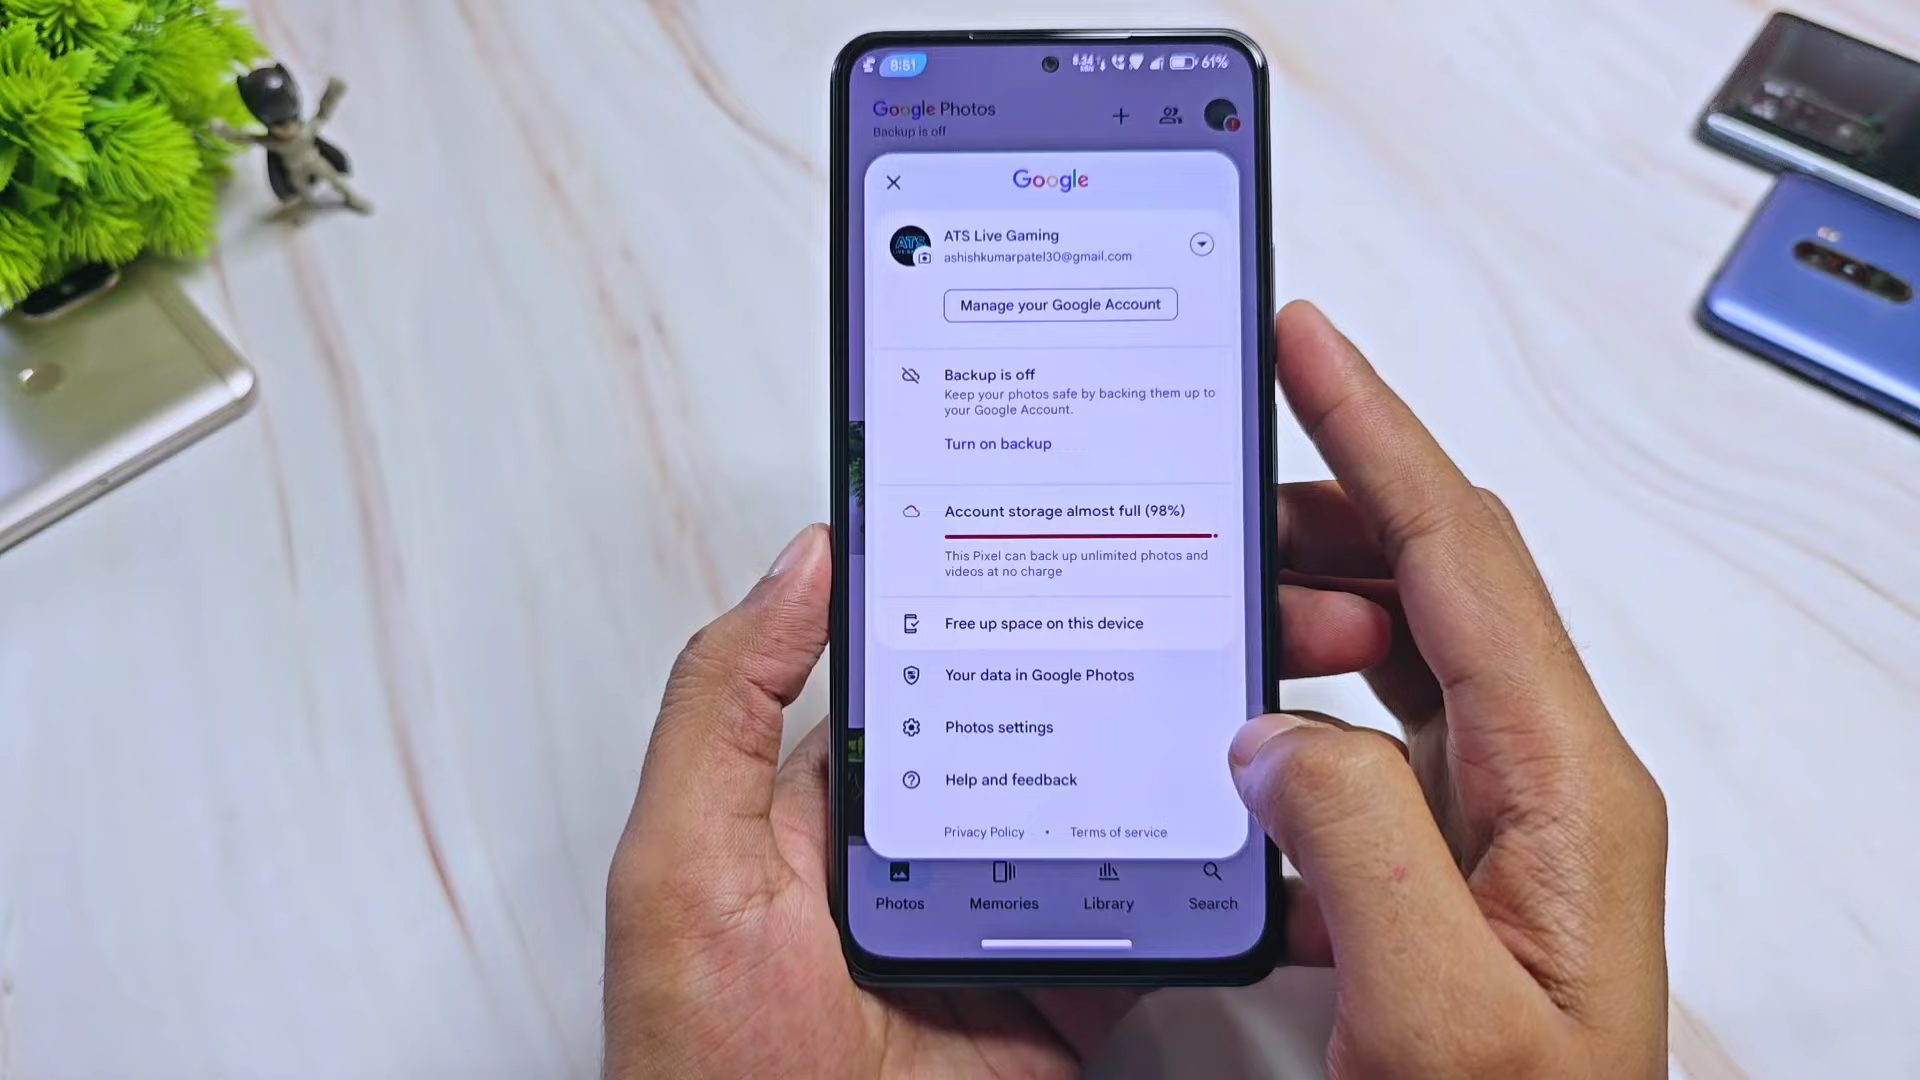 8:51
61%
Google Photos
Backup is off
Google
ATS Live Gaming
ashishkumarpatel30@gmail.com
Manage your Google Account
Backup is off
Keep your photos safe by backing them up to
your Google Account.
Turn on backup
Account storage almost full (98%)
This Pixel can back up unlimited photos and
videos at no charge
Free up space on this device
Your data in Google Photos
Photos settings
Help and feedback
Privacy Policy • Terms of service
Photos Memories Library Search